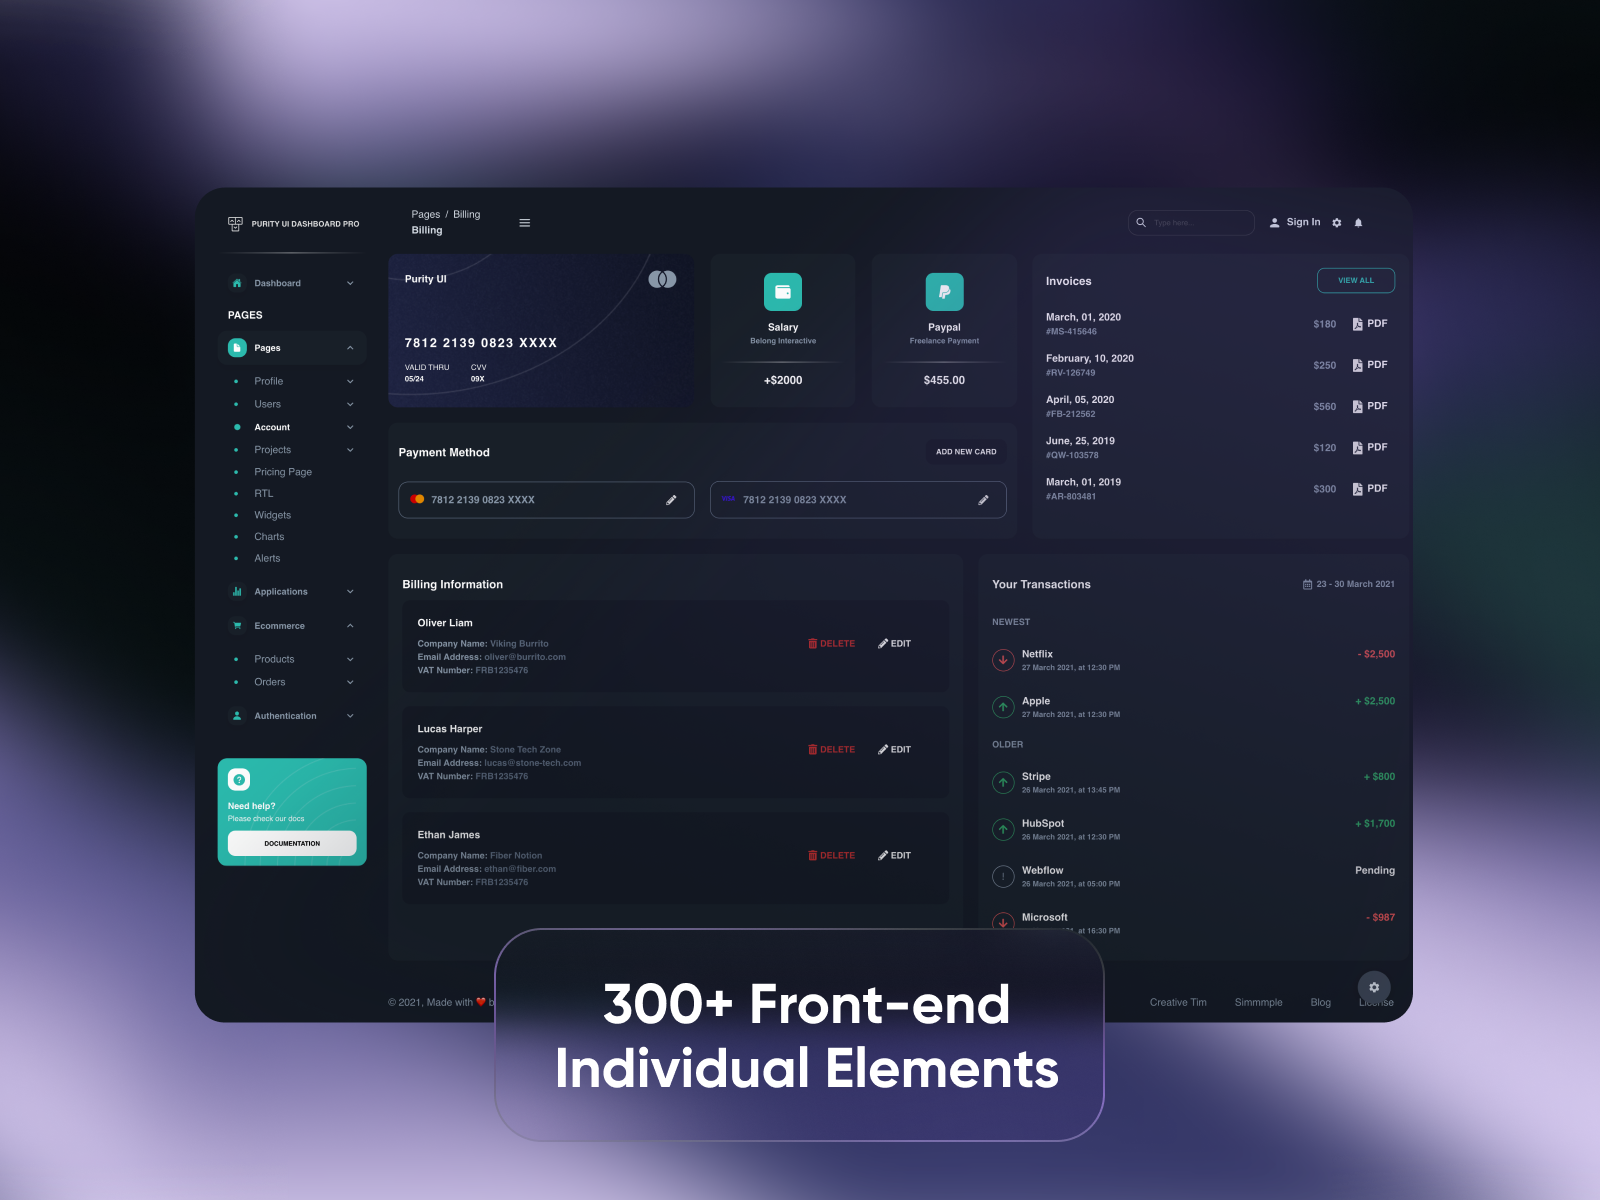 PURITY UI DASHBOARD PRO
Pages / Billing
Billing
Type here...
Sign In
Dashboard
PAGES
Pages
Profile
Users
Account
Projects
Pricing Page
RTL
Widgets
Charts
Alerts
Applications
Ecommerce
Products
Orders
Authentication
?
Need help?
Please check our docs
DOCUMENTATION
Purity UI
7812 2139 0823 XXXX
VALID THRU CVV
05/24 09X
Salary
Belong Interactive
+$2000
Paypal
Freelance Payment
$455.00
Invoices
VIEW ALL
March, 01, 2020
#MS-415646
$180 PDF
February, 10, 2020
#RV-126749
$250 PDF
April, 05, 2020
#FB-212562
$560 PDF
June, 25, 2019
#QW-103578
$120 PDF
March, 01, 2019
#AR-803481
$300 PDF
Payment Method
ADD NEW CARD
7812 2139 0823 XXXX
7812 2139 0823 XXXX
Billing Information
Oliver Liam
Company Name: Viking Burrito
Email Address: oliver@burrito.com
VAT Number: FRB1235476
DELETE EDIT
Lucas Harper
Company Name: Stone Tech Zone
Email Address: lucas@stone-tech.com
VAT Number: FRB1235476
DELETE EDIT
Ethan James
Company Name: Fiber Notion
Email Address: ethan@fiber.com
VAT Number: FRB1235476
DELETE EDIT
Your Transactions
23 - 30 March 2021
NEWEST
Netflix
27 March 2021, at 12:30 PM
- $2,500
Apple
27 March 2021, at 12:30 PM
+ $2,500
OLDER
Stripe
26 March 2021, at 13:45 PM
+ $800
HubSpot
26 March 2021, at 12:30 PM
+ $1,700
Webflow
26 March 2021, at 05:00 PM
Pending
Microsoft
at 16:30 PM
- $987
© 2021, Made with ❤️ b
Creative Tim
Simmmple
Blog
License
300+ Front-end
Individual Elements